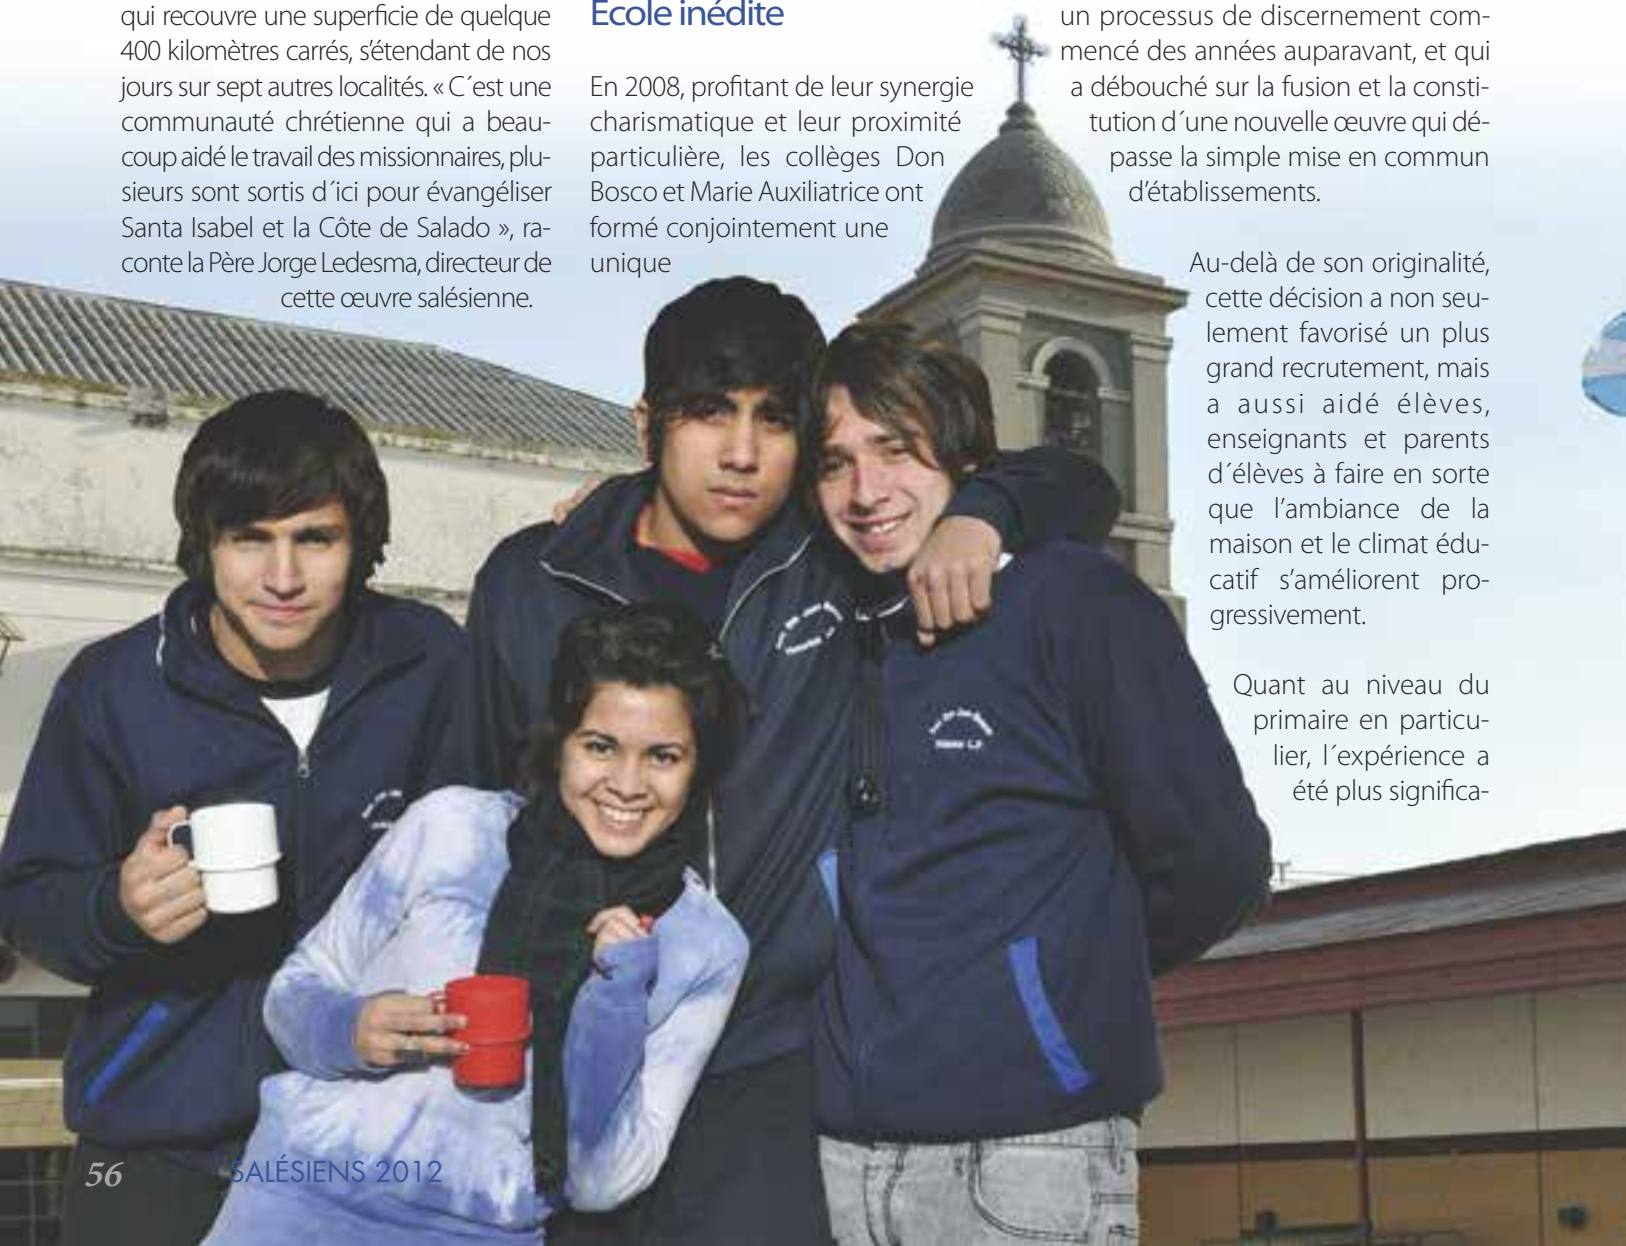 qui recouvre une superficie de quelque
400 kilomètres carrés, s’étendant de nos
jours sur sept autres localités. « C´est une
communauté chrétienne qui a beau-
coup aidé le travail des missionnaires, plu-
sieurs sont sortis d´ici pour évangéliser
Santa Isabel et la Côte de Salado », ra-
conte la Père Jorge Ledesma, directeur de
cette œuvre salésienne.
École inédite
En 2008, profitant de leur synergie
charismatique et leur proximité
particulière, les collèges Don
Bosco et Marie Auxiliatrice ont
formé conjointement une
unique
un processus de discernement com-
mencé des années auparavant, et qui
a débouché sur la fusion et la consti-
tution d´une nouvelle œuvre qui dé-
passe la simple mise en commun
d’établissements.
Au-delà de son originalité,
cette décision a non seu-
lement favorisé un plus
grand recrutement, mais
a aussi aidé élèves,
enseignants et parents
d´élèves à faire en sorte
que l’ambiance de la
maison et le climat édu-
catif s’améliorent pro-
gressivement.
Quant au niveau du
primaire en particu-
lier, l´expérience a
été plus significa-
56
SALÉSIENS 2012